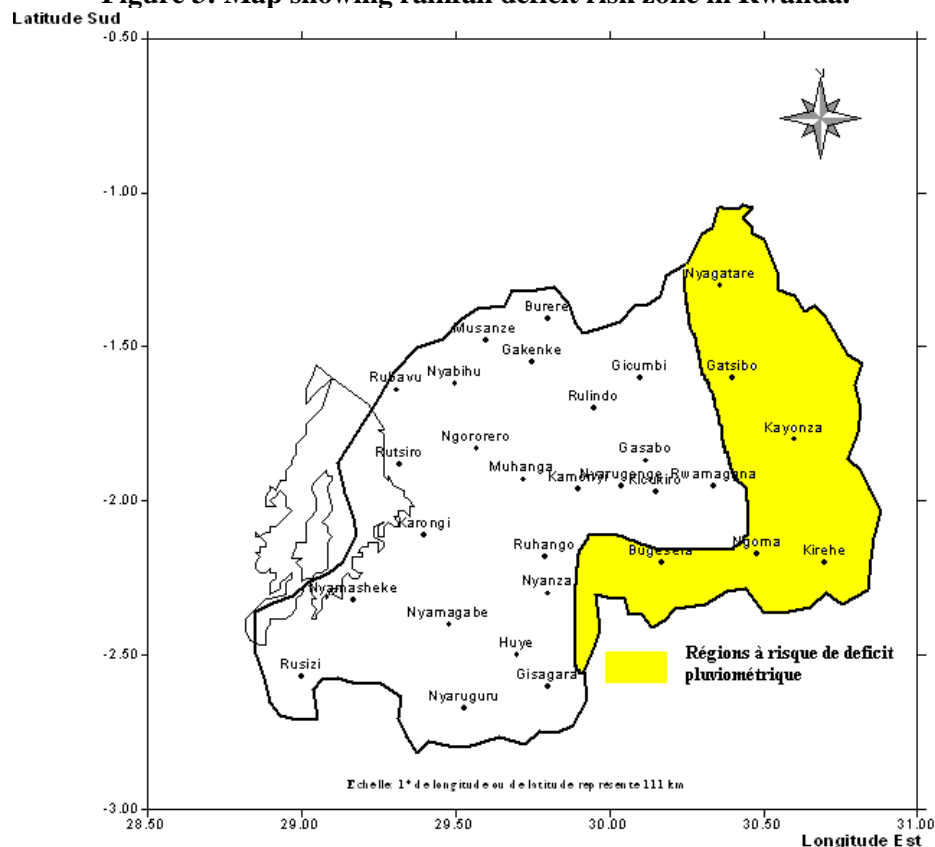 Figure 5: Map showing rainfall deficit risk zone in Rwanda.
Latitude Sud
-0.50
-1.00
Nyagatare
Burere
Musanze
-1.50
Gakenke
Rubavu
Nyabihu
Gicumbi
Gatsibo
Rulindo
Kayonza
Ngororero
Gasabo
Rutsiro
Muhanga
Kamonyi
Nyarugenge
Rwamagana
Kicukiro
-2.00
Karongi
Ruhango
Bugesera
Ngoma
Kirehe
Nyanza
Nyamasheke
Nyamagabe
-2.50
Huye
Régions à risque de deficit
pluviométrique
Rusizi
Gisagara
Nyaruguru
Echelle: 1° de longitude ou de latitude représente 111 km
-3.00
28.50
29.00
29.50
30.00
30.50
31.00
Longitude Est